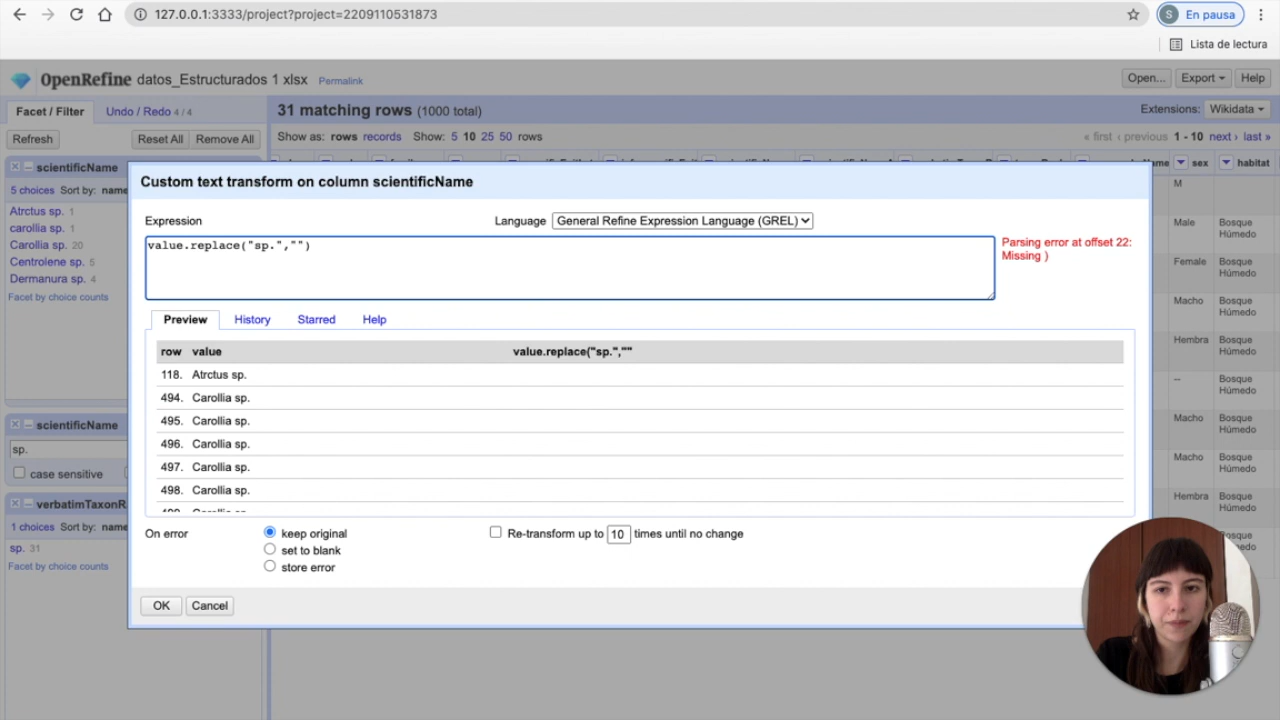 127.0.0.1:3333/project?project=2209110531873
S En pausa
Lista de lectura
OpenRefine datos_Estructurados 1 xlsx Permalink
Open... Export Help
Facet / Filter Undo / Redo 4 / 4
31 matching rows (1000 total)
Extensions: Wikidata
Refresh Reset All Remove All
Show as: rows records Show: 5 10 25 50 rows
« first ‹ previous 1 - 10 next › last »
scientificName
sex habitat
5 choices Sort by: name
Atrctus sp. 1
carollia sp. 1
Carollia sp. 20
Centrolene sp. 5
Dermanura sp. 4
Facet by choice counts
scientificName
sp.
case sensitive
verbatimTaxonR
1 choices Sort by: name
sp. 31
Facet by choice counts
Custom text transform on column scientificName
Expression Language General Refine Expression Language (GREL)
value.replace("sp.","")
Parsing error at offset 22:
Missing )
Preview History Starred Help
row value value.replace("sp.",""
118. Atrctus sp.
494. Carollia sp.
495. Carollia sp.
496. Carollia sp.
497. Carollia sp.
498. Carollia sp.
On error keep original
set to blank
store error
Re-transform up to 10 times until no change
OK Cancel
M
Male Bosque
Húmedo
Female Bosque
Húmedo
Macho Bosque
Húmedo
Hembra Bosque
Húmedo
-- Bosque
Húmedo
Macho Bosque
Húmedo
Macho Bosque
Húmedo
Hembra Bosque
Húmedo